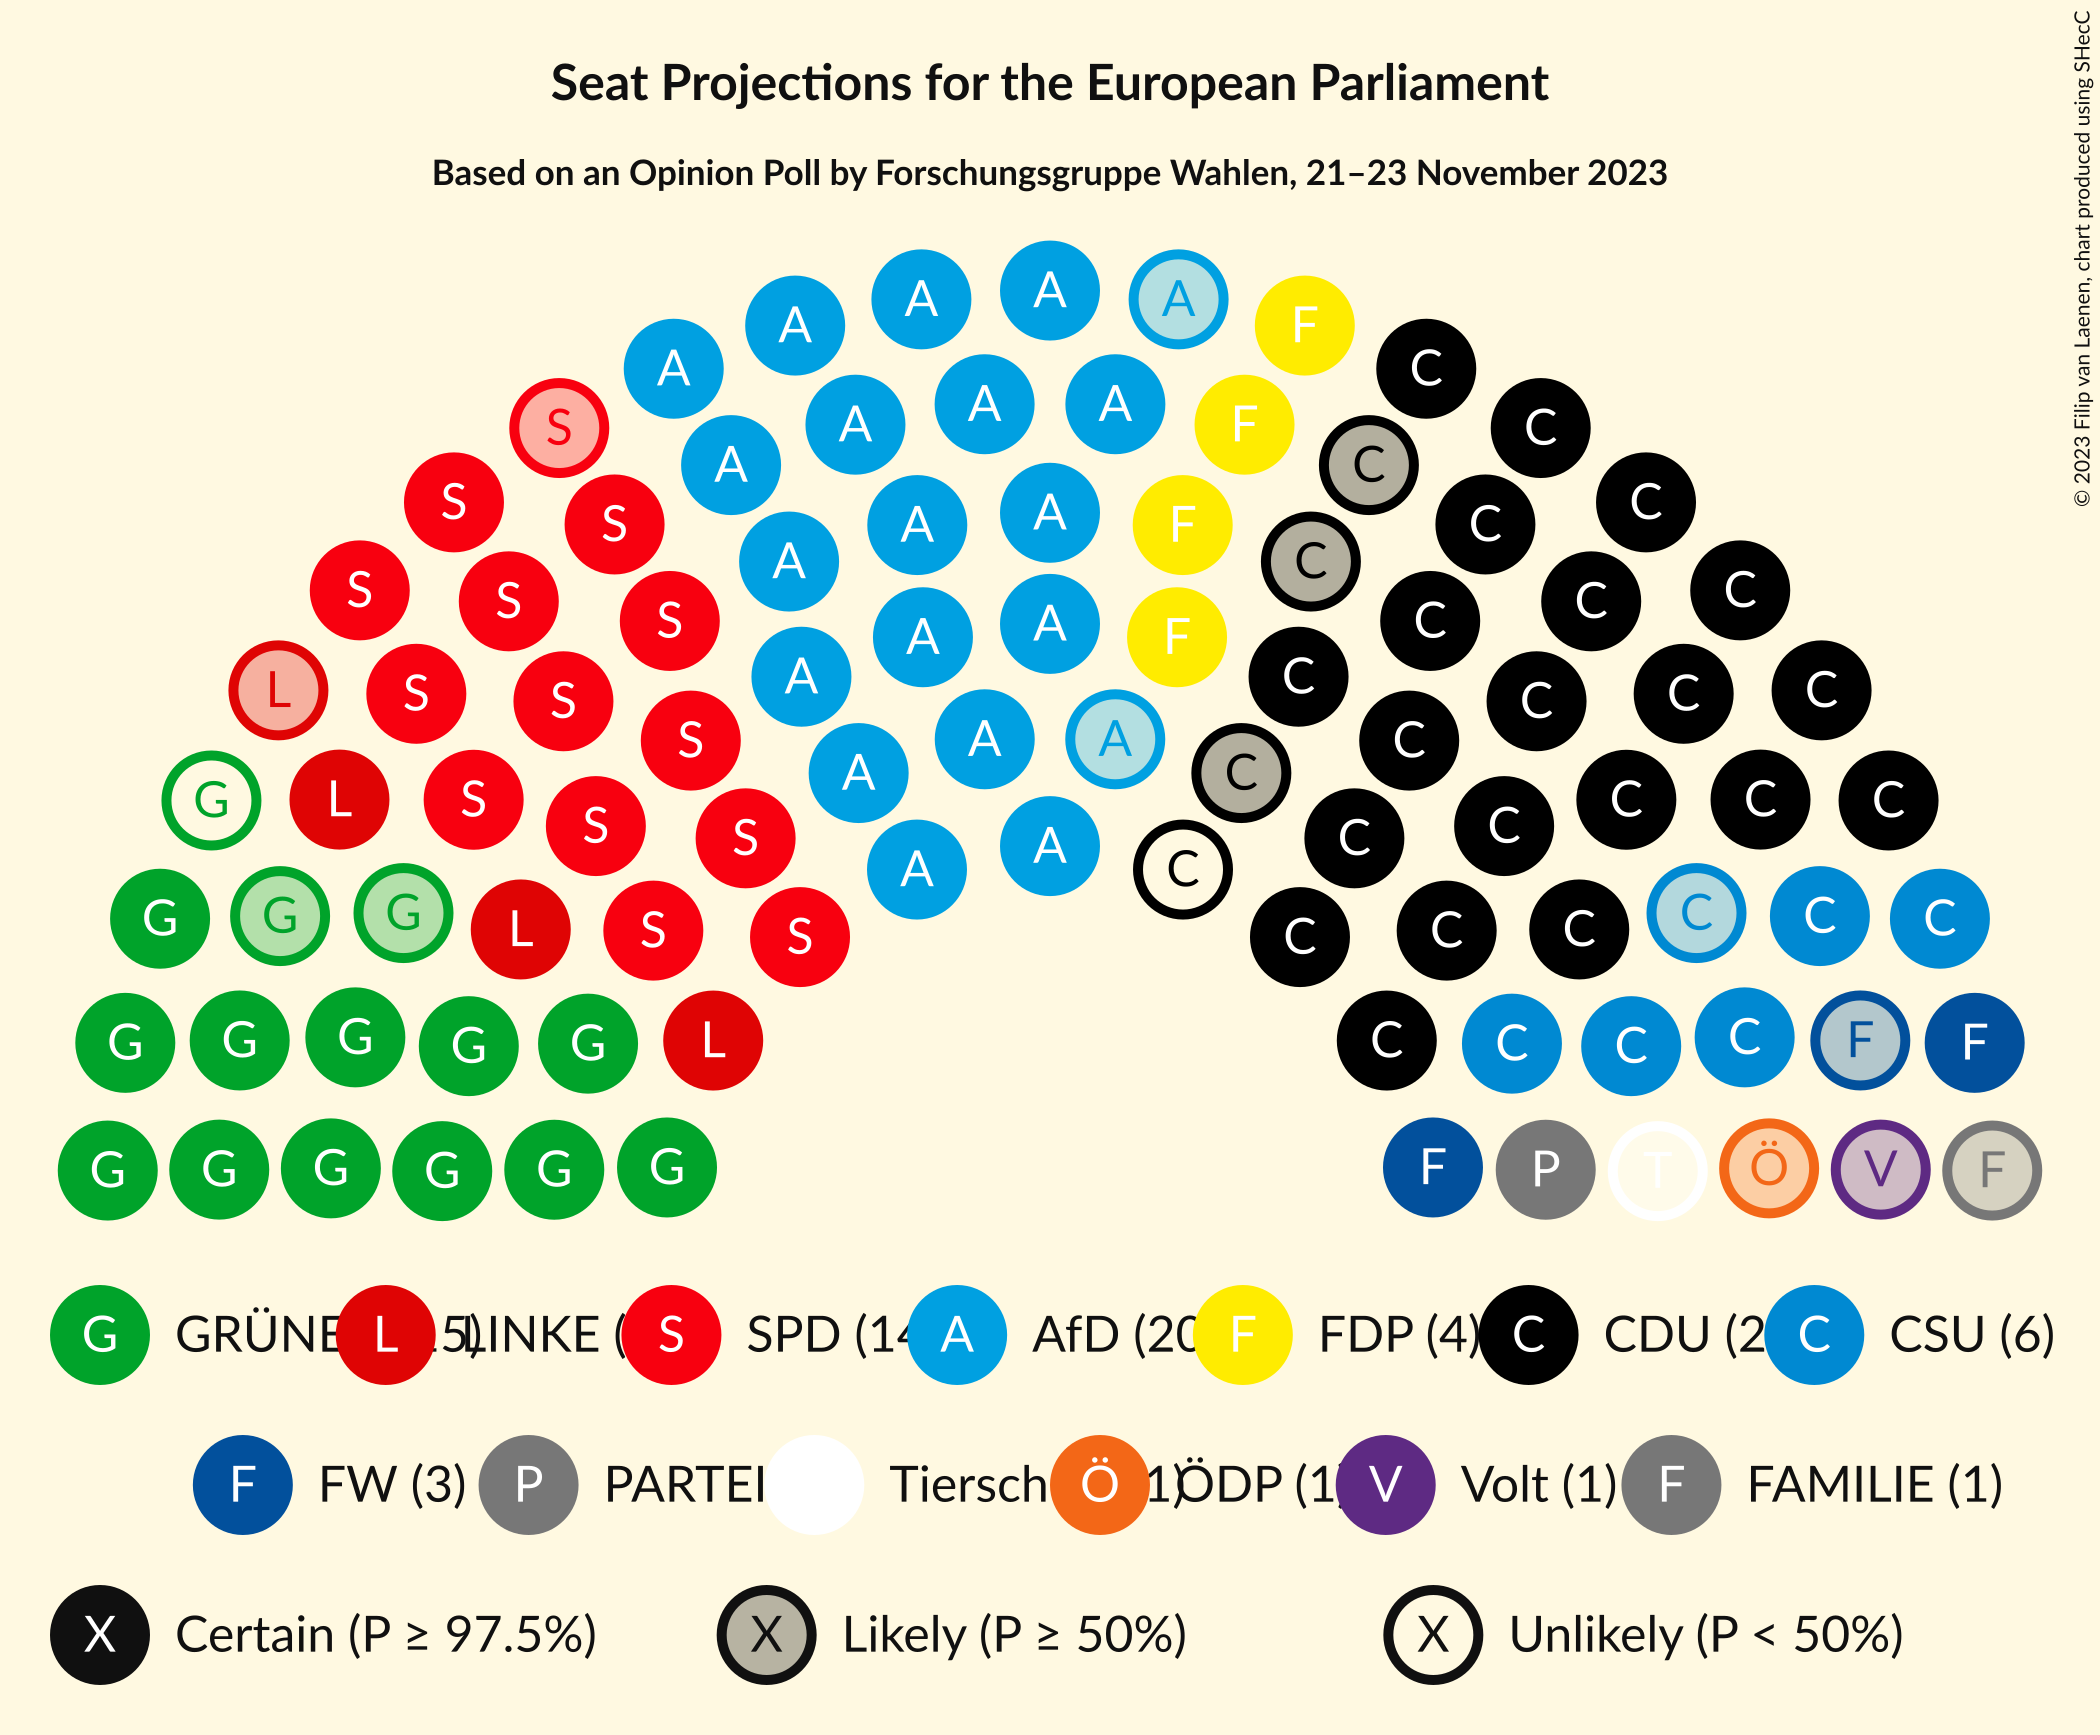 Seat Projections for the European Parliament
Based on an Opinion Poll by Forschungsgruppe Wahlen, 21–23 November 2023
© 2023 Filip van Laenen, chart produced using SHecC
A A A A A F C
S A A A A F C C
S S A A A F C C C
S S S A A A F C C C C
L S S S A A A A C C C C C C
G L S S S A A A C C C C C C C
G G G L S S C C C C C C C
G G G G G L C C C C F F
G G G G G G F P T Ö V F
G GRÜNE 5) L LINKE ( S SPD (14 A AfD (20 F FDP (4) C CDU (2 C CSU (6)
F FW (3) P PARTEI Tiersch 1) Ö ÖDP (1) V Volt (1) F FAMILIE (1)
X Certain (P ≥ 97.5%) X Likely (P ≥ 50%) X Unlikely (P < 50%)